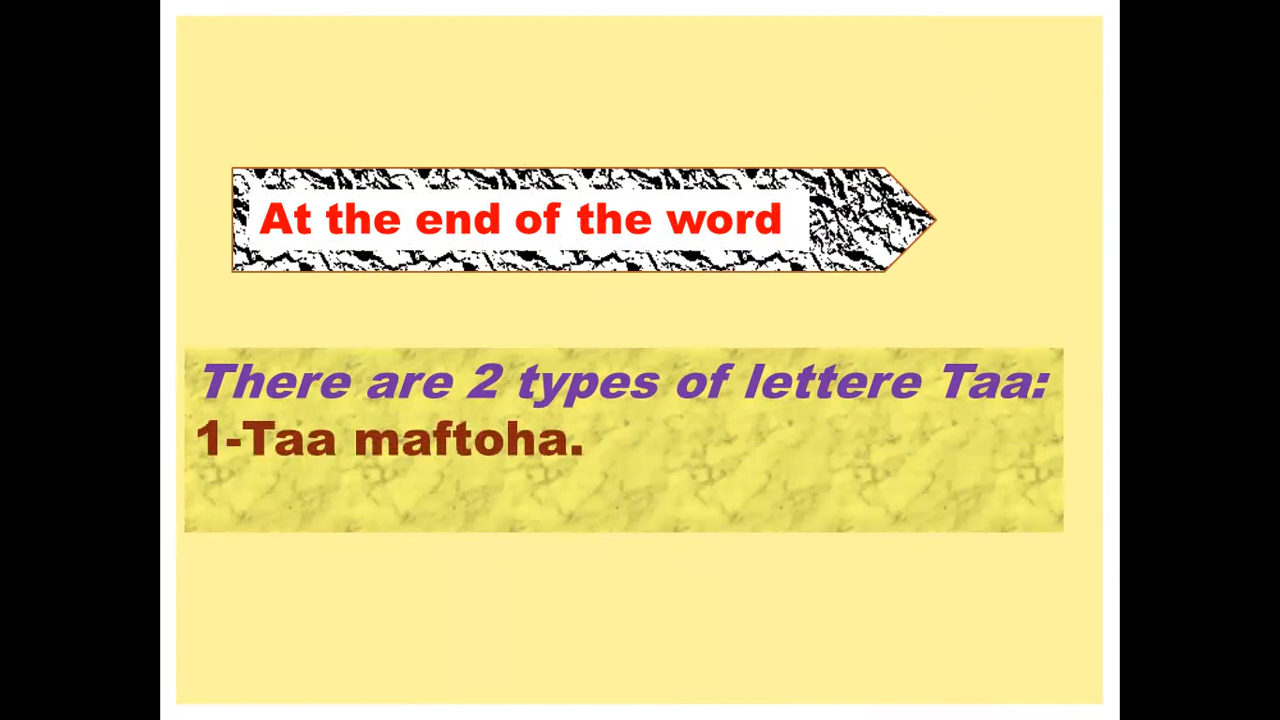 At the end of the word
There are 2 types of lettere Taa:
1-Taa maftoha.